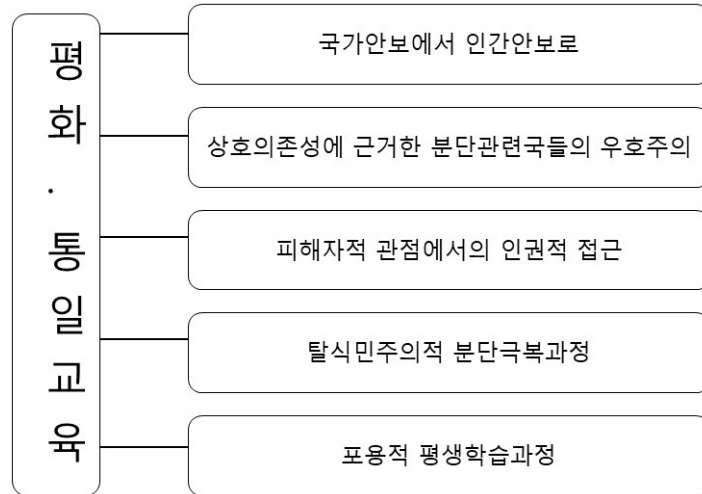 평화·통일교육
국가안보에서 인간안보로
상호의존성에 근거한 분단관련국들의 우호주의
피해자적 관점에서의 인권적 접근
탈식민주의적 분단극복과정
포용적 평생학습과정